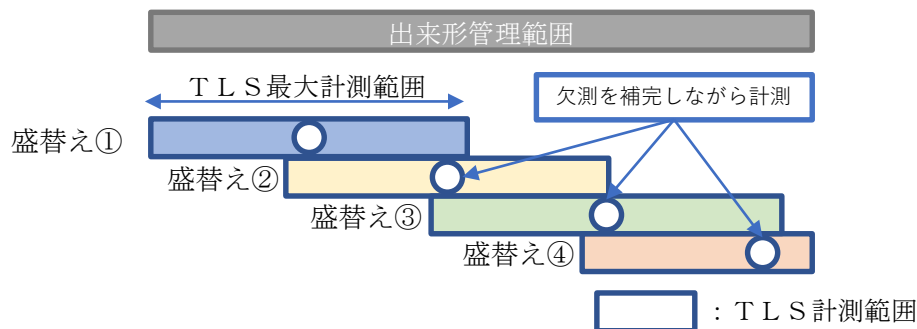 出来形管理範囲
ＴＬＳ最大計測範囲
欠測を補完しながら計測
盛替え①
盛替え②
盛替え③
盛替え④
：ＴＬＳ計測範囲